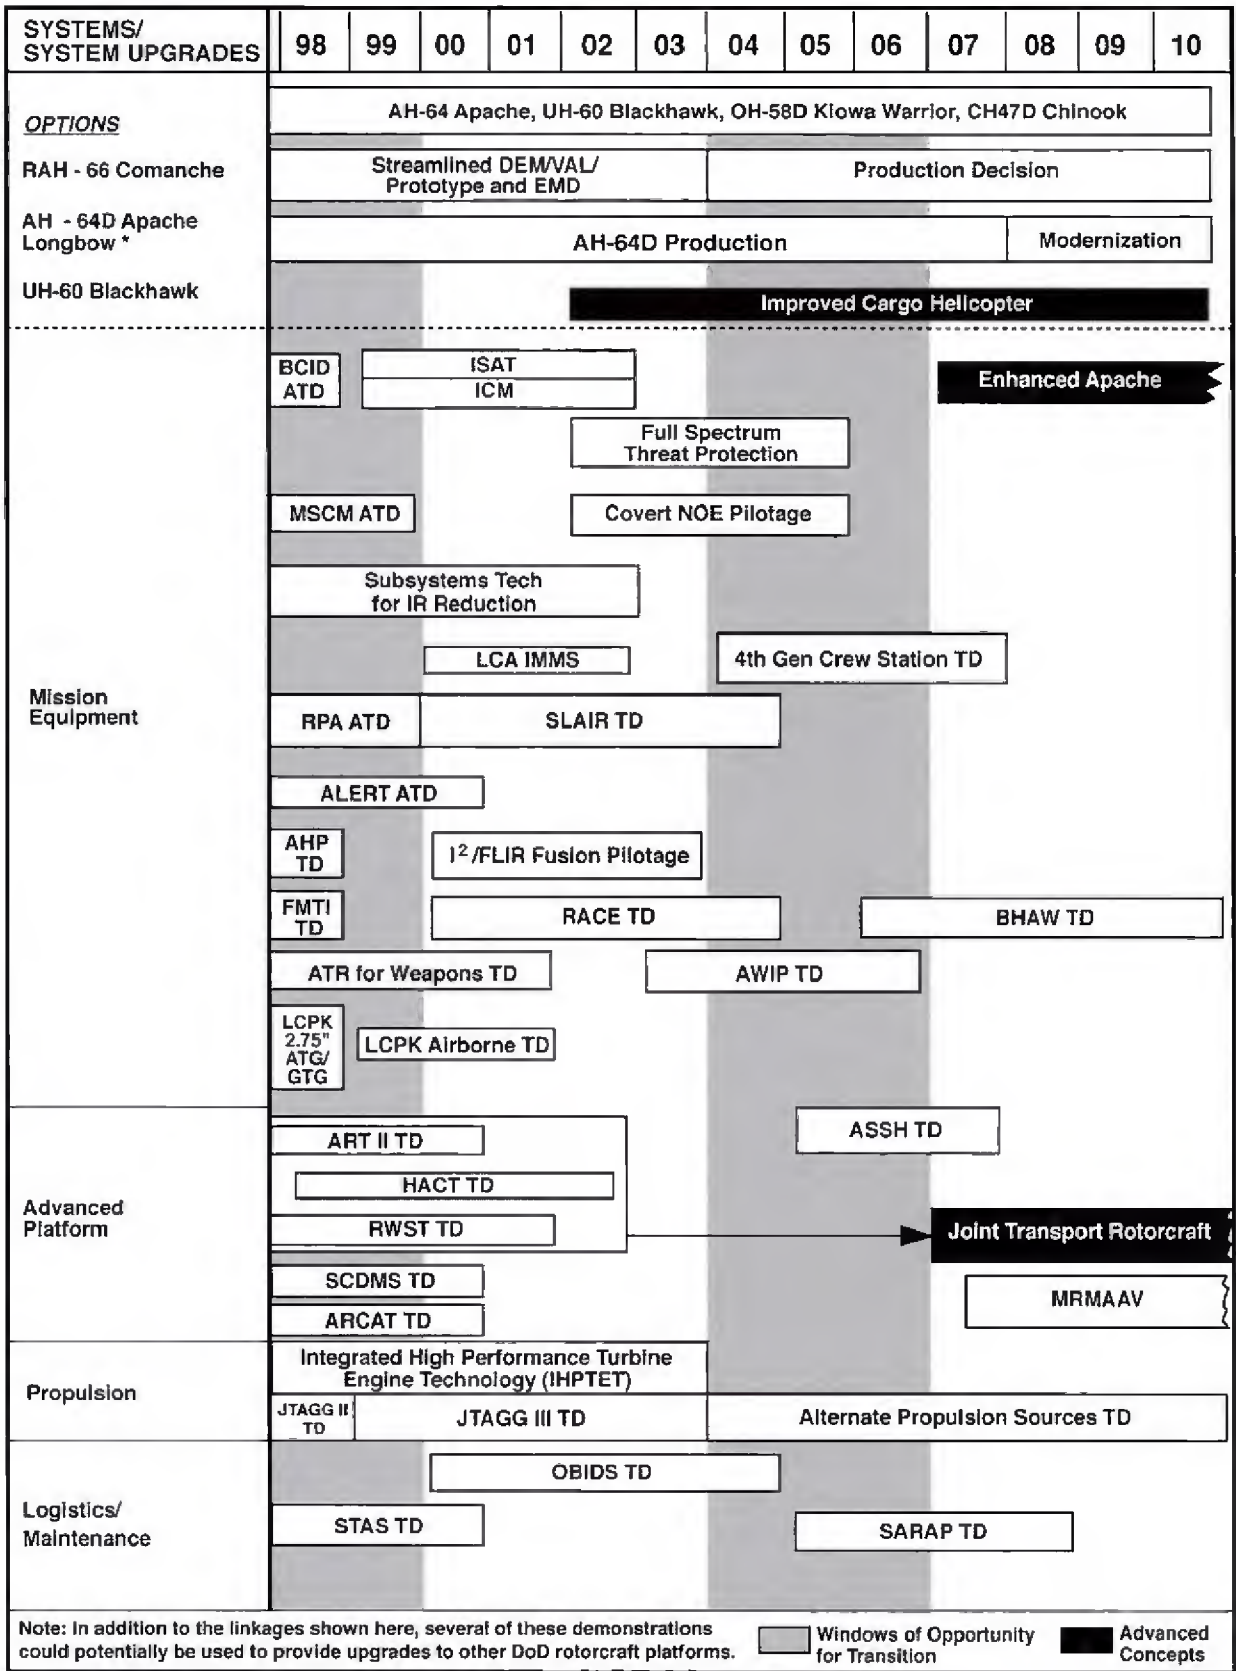 SYSTEMS/
SYSTEM UPGRADES
98 99 00 01 02 03 04 05 06 07 08 09 10
OPTIONS
AH-64 Apache, UH-60 Blackhawk, OH-58D Kiowa Warrior, CH47D Chinook
RAH - 66 Comanche
Streamlined DEM/VAL/
Prototype and EMD
Production Decision
AH - 64D Apache
Longbow *
AH-64D Production
Modernization
UH-60 Blackhawk
Improved Cargo Helicopter
Mission
Equipment
BCID
ATD
ISAT
ICM
Enhanced Apache
Full Spectrum
Threat Protection
MSCM ATD
Covert NOE Pilotage
Subsystems Tech
for IR Reduction
LCA IMMS
4th Gen Crew Station TD
RPA ATD
SLAIR TD
ALERT ATD
AHP
TD
I²/FLIR Fusion Pilotage
FMTI
TD
RACE TD
BHAW TD
ATR for Weapons TD
AWIP TD
LCPK
2.75"
ATG/
GTG
LCPK Airborne TD
Advanced
Platform
ART II TD
ASSH TD
HACT TD
RWST TD
Joint Transport Rotorcraft
SCDMS TD
MRMAAV
ARCAT TD
Propulsion
Integrated High Performance Turbine
Engine Technology (IHPTET)
JTAGG II
TD
JTAGG III TD
Alternate Propulsion Sources TD
Logistics/
Maintenance
OBIDS TD
STAS TD
SARAP TD
Note: In addition to the linkages shown here, several of these demonstrations
could potentially be used to provide upgrades to other DoD rotorcraft platforms.
Windows of Opportunity
for Transition
Advanced
Concepts